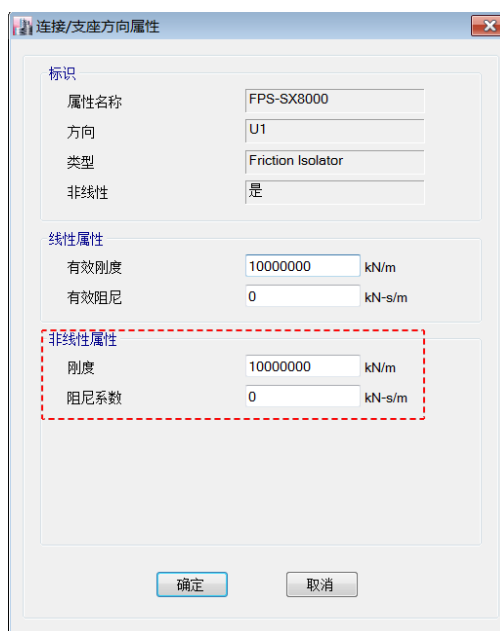 连接/支座方向属性
标识
属性名称 FPS-SX8000
方向 U1
类型 Friction Isolator
非线性 是
线性属性
有效刚度 10000000 kN/m
有效阻尼 0 kN-s/m
非线性属性
刚度 10000000 kN/m
阻尼系数 0 kN-s/m
确定 取消